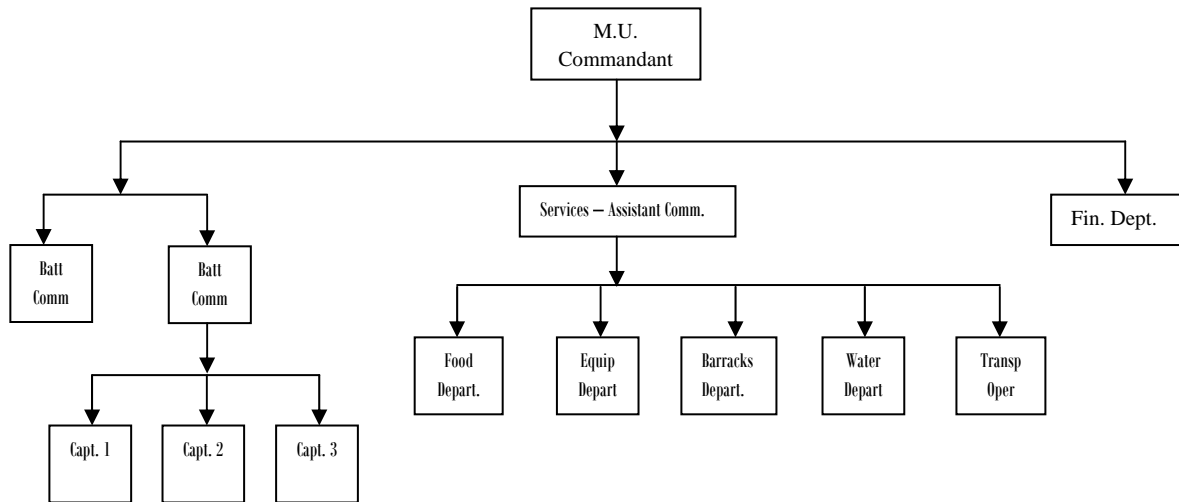 M.U.
Commandant
Services – Assistant Comm.
Fin. Dept.
Batt
Comm
Batt
Comm
Food
Depart.
Equip
Depart
Barracks
Depart.
Water
Depart
Transp
Oper
Capt. 1
Capt. 2
Capt. 3